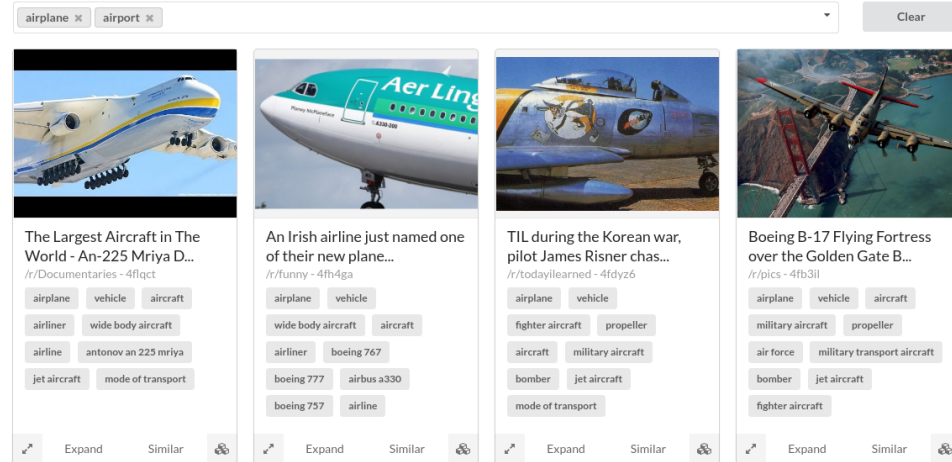 airplane × airport ×
Clear
Aer Ling
Planey McPlaneface
A330-200
The Largest Aircraft in The
World - An-225 Mriya D...
/r/Documentaries - 4flqct
airplane vehicle aircraft
airliner wide body aircraft
airline antonov an 225 mriya
jet aircraft mode of transport
Expand Similar
An Irish airline just named one
of their new plane...
/r/funny - 4fh4ga
airplane vehicle
wide body aircraft aircraft
airliner boeing 767
boeing 777 airbus a330
boeing 757 airline
Expand Similar
TIL during the Korean war,
pilot James Risner chas...
/r/todayilearned - 4fdyz6
airplane vehicle
fighter aircraft propeller
aircraft military aircraft
bomber jet aircraft
mode of transport
Expand Similar
Boeing B-17 Flying Fortress
over the Golden Gate B...
/r/pics - 4fb3il
airplane vehicle aircraft
military aircraft propeller
air force military transport aircraft
bomber jet aircraft
fighter aircraft
Expand Similar